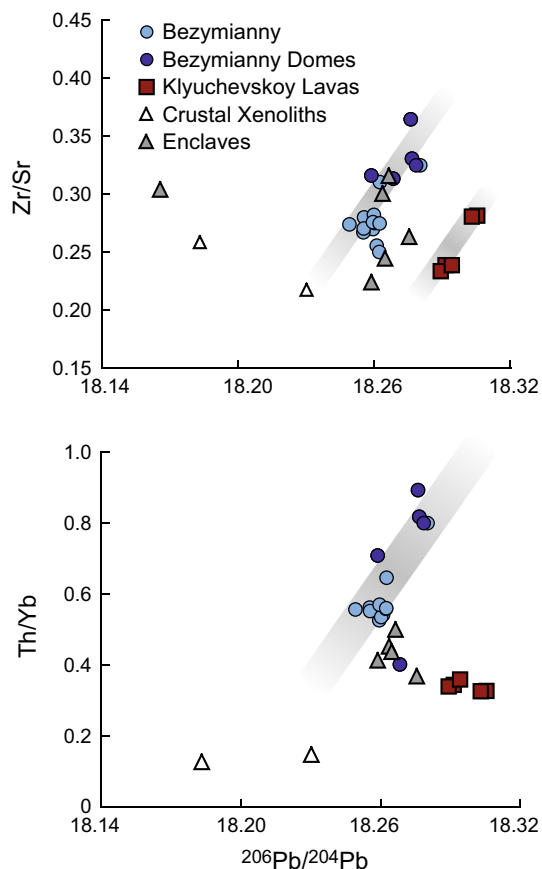 0.45
Bezymianny
Bezymianny Domes
0.40
Klyuchevskoy Lavas
Crustal Xenoliths
0.35
Enclaves
Zr/Sr
0.30
0.25
0.20
0.15
18.14
18.20
18.26
18.32
1.0
0.8
Th/Yb
0.6
0.4
0.2
0
18.14
18.20
18.26
18.32
²⁰⁶Pb/²⁰⁴Pb